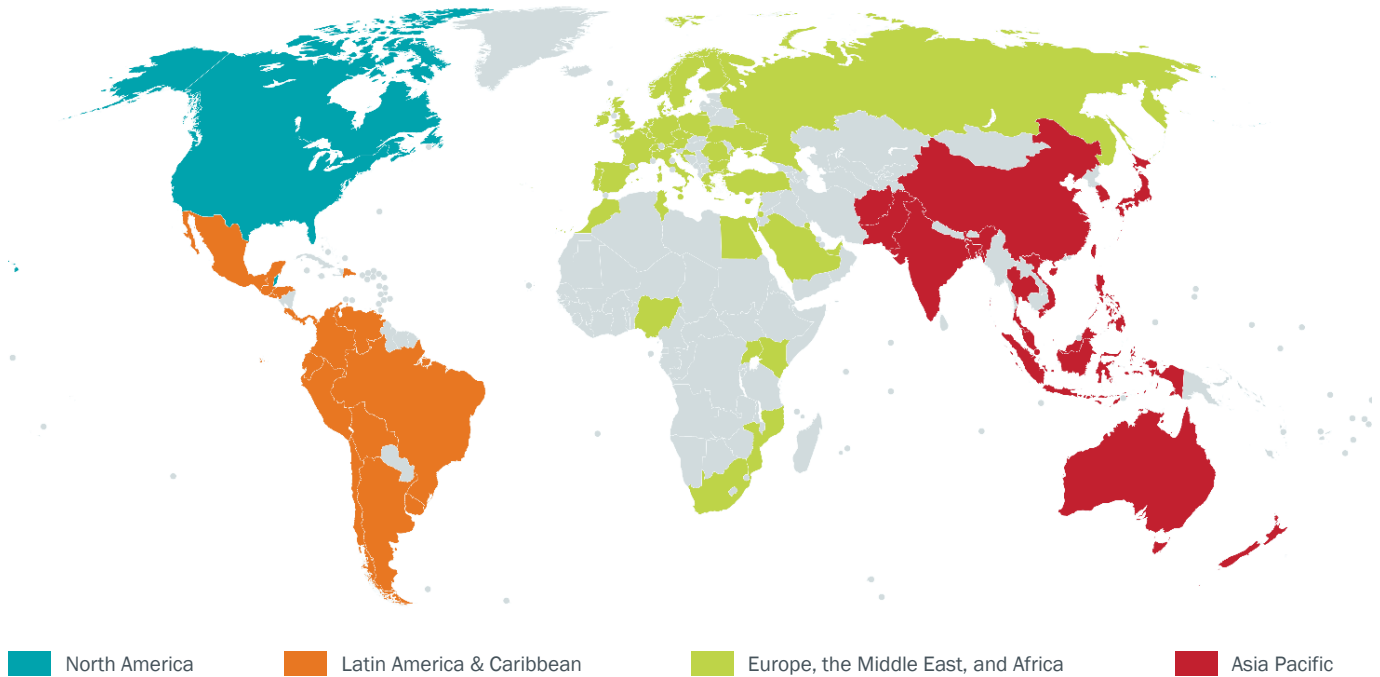 North America
Latin America & Caribbean
Europe, the Middle East, and Africa
Asia Pacific